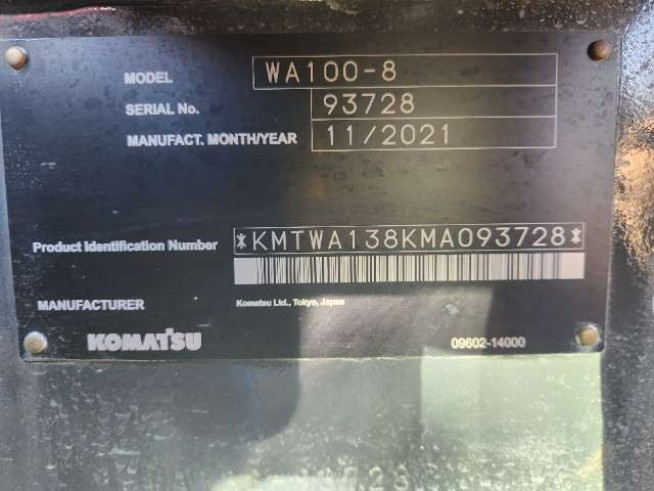 MODEL WA100-8
SERIAL No. 93728
MANUFACT. MONTH/YEAR 11/2021
Product Identification Number *KMTWA138KMA093728*
MANUFACTURER Komatsu Ltd., Tokyo, Japan
KOMATSU 09602-14000